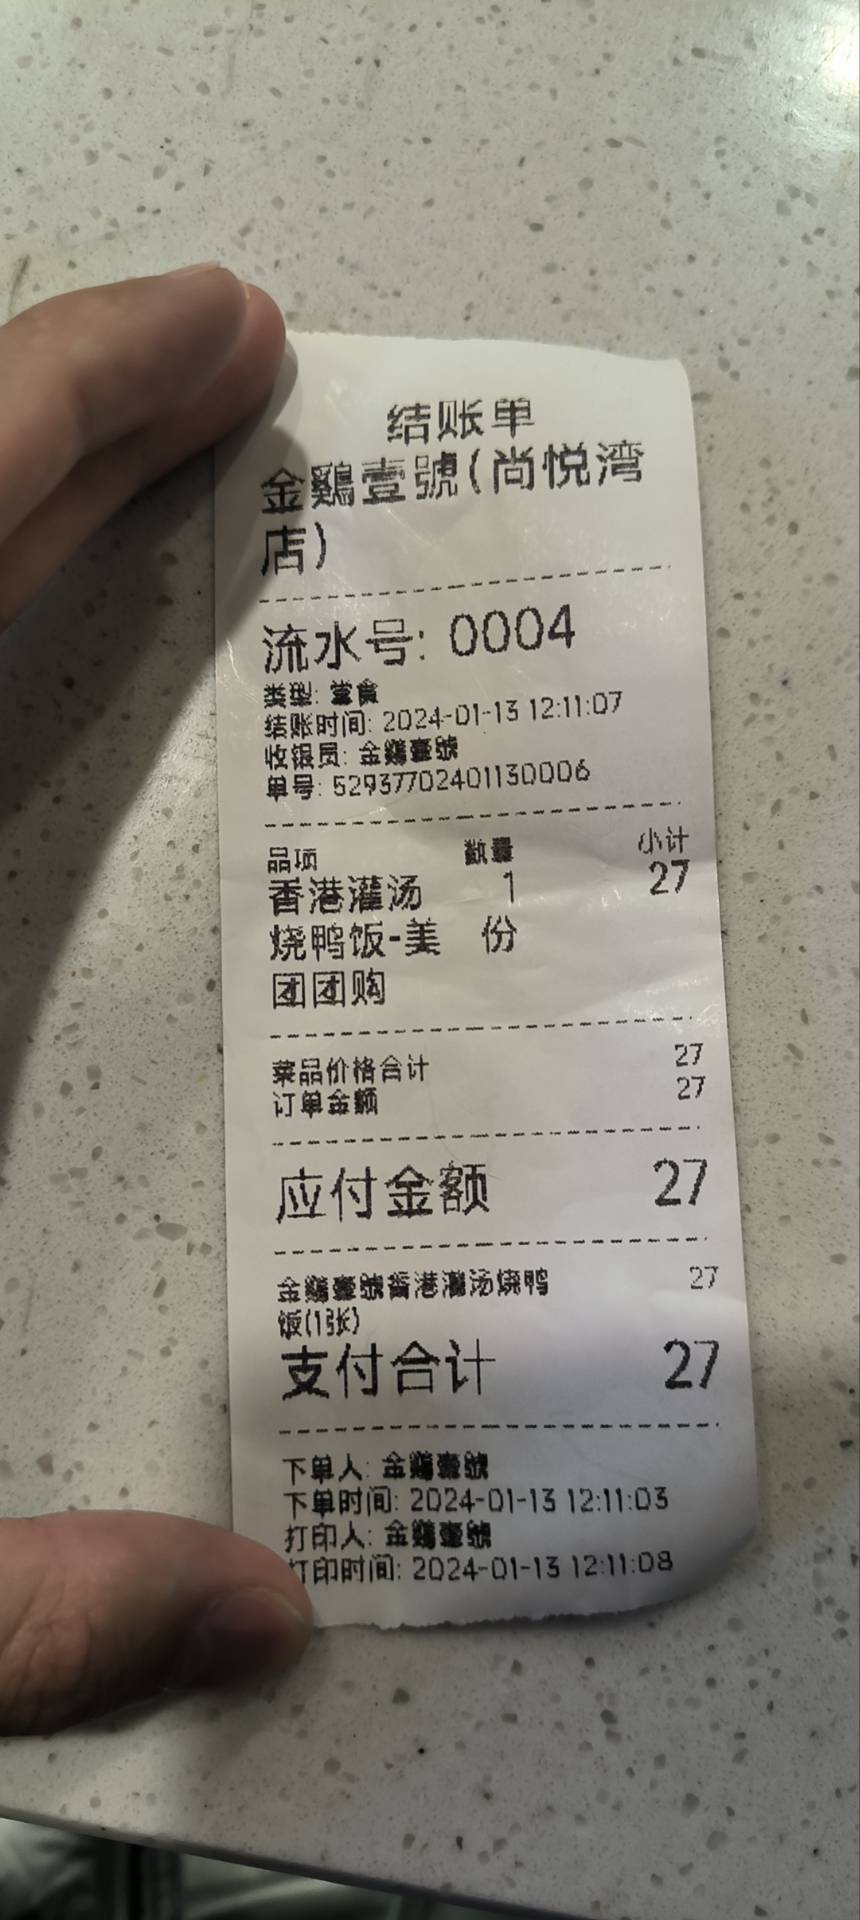 结账单
金鷄壹號(尚悦湾
店)
流水号: 0004
类型: 堂食
结账时间: 2024-01-13 12:11:07
收银员: 金鷄壹號
单号: 52937702401130006
品项 数量 小计
香港灌汤 1 27
烧鸭饭-美 份
团团购
菜品价格合计 27
订单金额 27
应付金额 27
金鷄壹號香港灌汤烧鸭 27
饭(1张)
支付合计 27
下单人: 金鷄壹號
下单时间: 2024-01-13 12:11:03
打印人: 金鷄壹號
打印时间: 2024-01-13 12:11:08